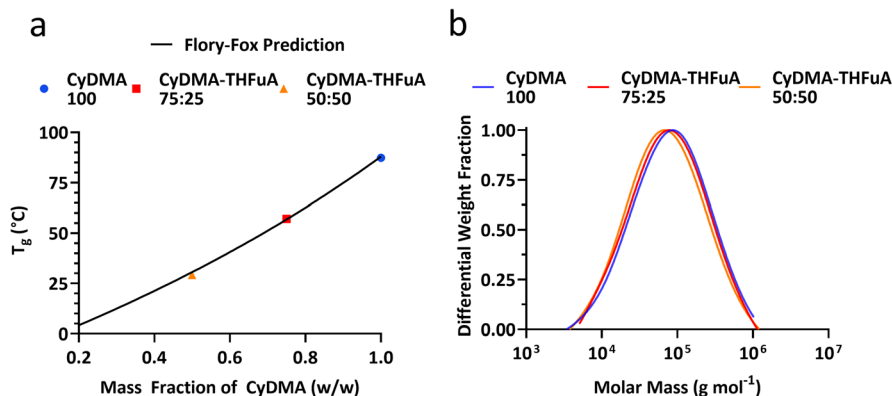 a
Flory-Fox Prediction
CyDMA
100
CyDMA-THFuA
75:25
CyDMA-THFuA
50:50
Tg (°C)
100
75
50
25
0
0.2 0.4 0.6 0.8 1.0
Mass Fraction of CyDMA (w/w)
b
CyDMA
100
CyDMA-THFuA
75:25
CyDMA-THFuA
50:50
Differential Weight Fraction
1.00
0.75
0.50
0.25
0.00
10³ 10⁴ 10⁵ 10⁶ 10⁷
Molar Mass (g mol⁻¹)